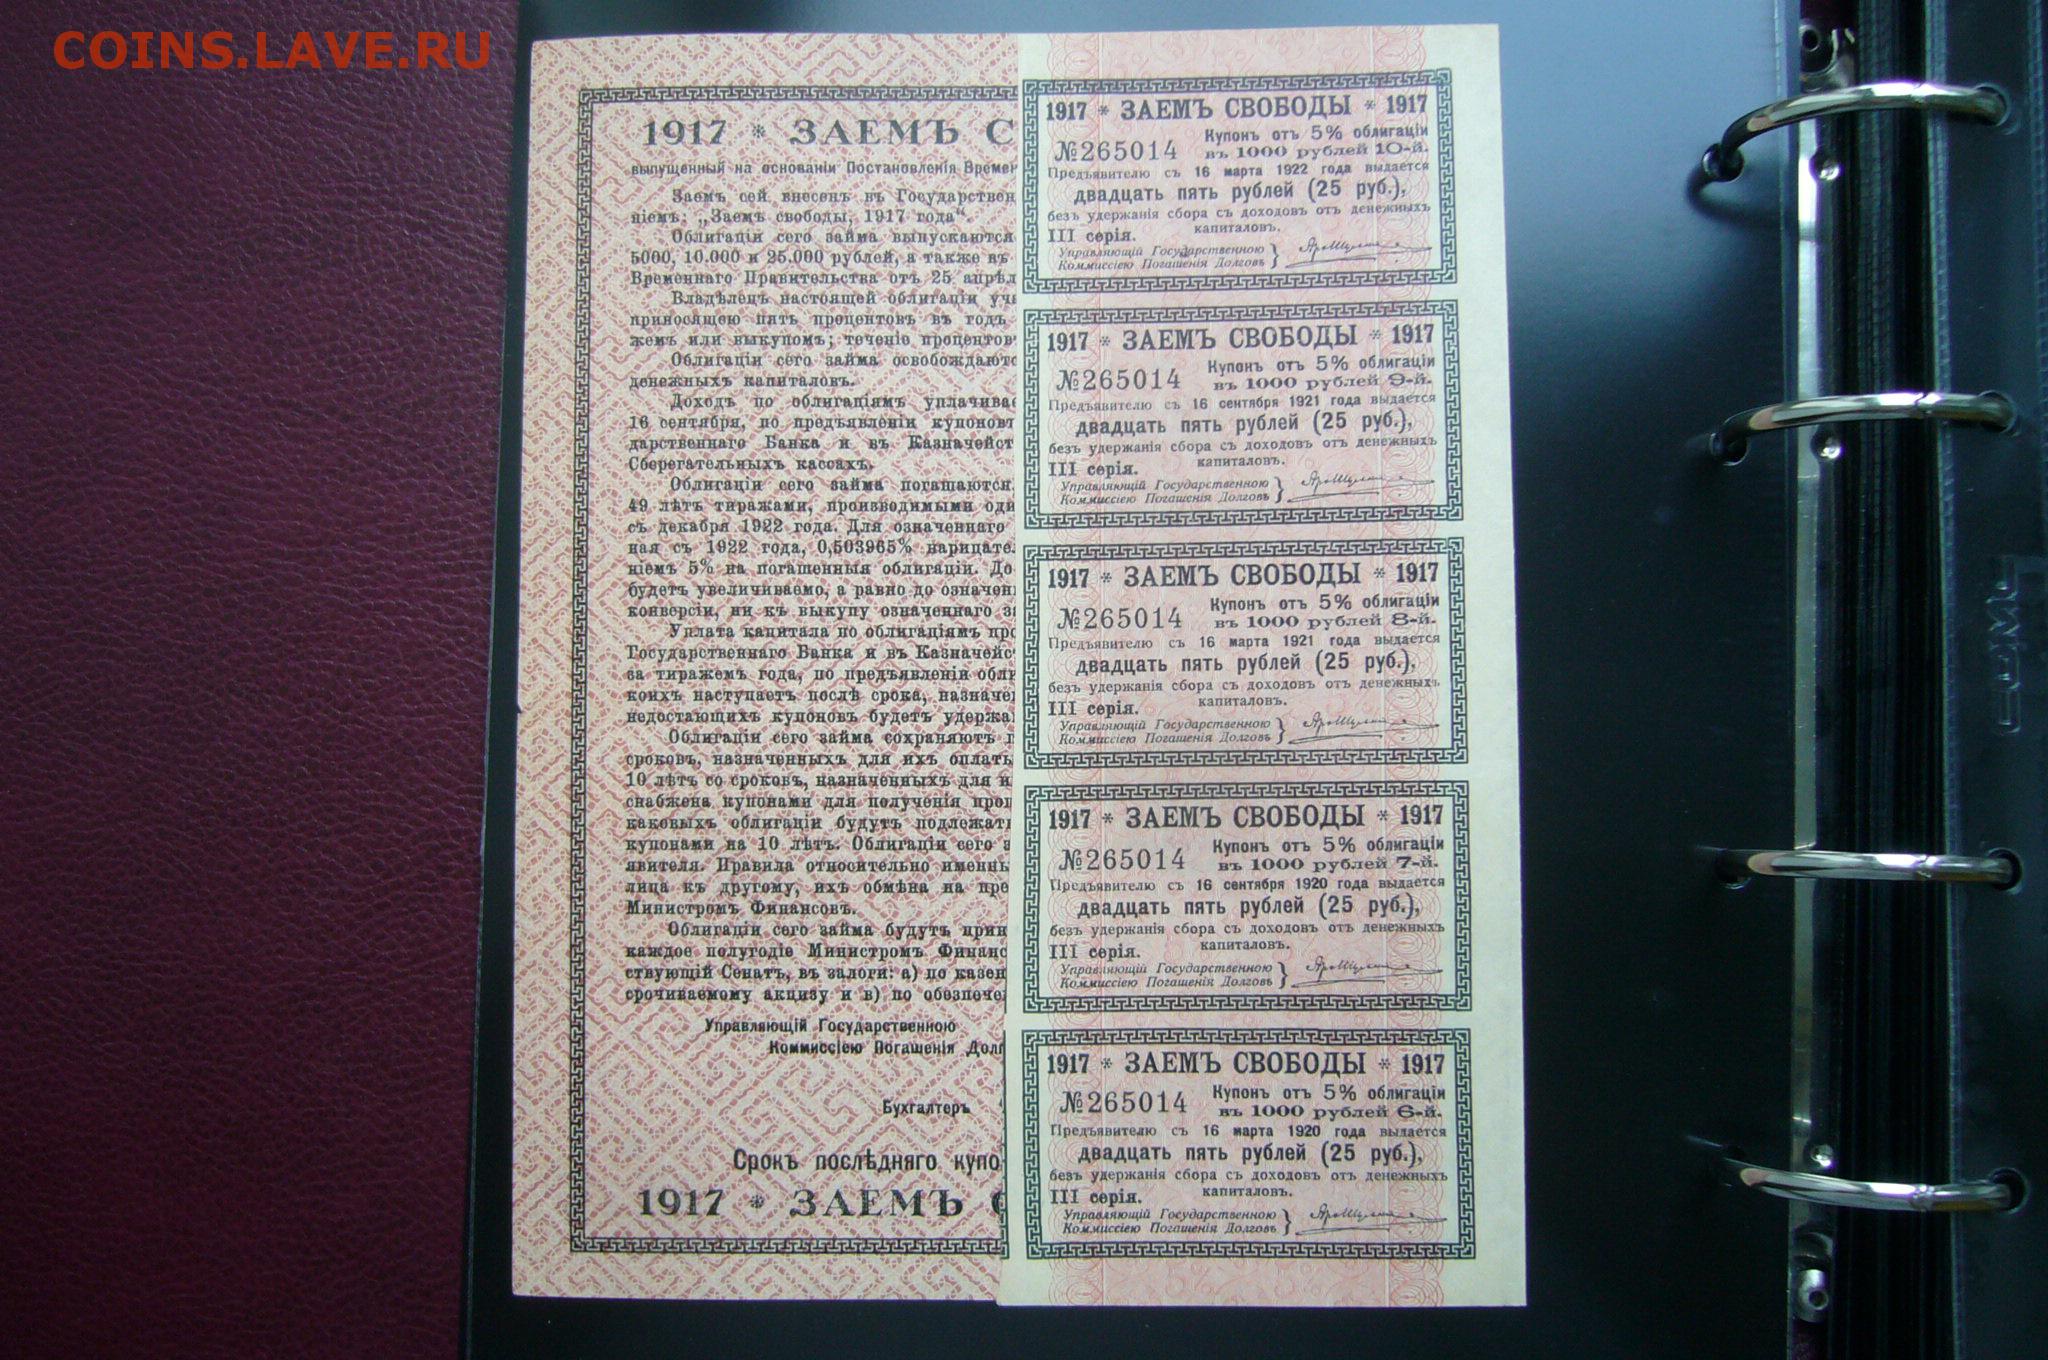 COINS.LAVE.RU
1917 * ЗАЕМЪ С
выпущенный на основаніи Постановленія Времен
Заемъ сей внесенъ въ Государствен
ніемъ: „Заемъ свободы, 1917 года“.
Облигаціи сего займа выпускаются
5000, 10.000 и 25.000 рублей, а также въ
Временнаго Правительства отъ 25 апрѣл
Владѣлецъ настоящей облигаціи уч
приносящею пять процентовъ въ годъ
жемъ или выкупомъ; теченіе процентов
Облигаціи сего займа освобождаютс
денежныхъ капиталовъ.
Доходъ по облигаціямъ уплачивае
16 сентября, по предъявленіи купоновъ
дарственнаго Банка и въ Казначейст
Сберегательныхъ кассахъ.
Облигаціи сего займа погашаются
49 лѣтъ тиражами, производимыми оди
съ декабря 1922 года. Для означеннаго
ная съ 1922 года, 0,503965% нарицате
ніемъ 5% на погашенныя облигаціи. До
будетъ увеличиваемо, а равно до означен
конверсіи, ни къ выкупу означеннаго за
Уплата капитала по облигаціямъ про
Государственнаго Банка и въ Казначейст
за тиражемъ года, по предъявленіи обли
коихъ наступаетъ послѣ срока, назначен
недостающихъ купоновъ будетъ удержа
Облигаціи сего займа сохраняютъ
сроковъ, назначенныхъ для ихъ оплаты
10 лѣтъ со сроковъ, назначенныхъ для и
снабжена купонами для полученія проц
каковыхъ облигаціи будутъ подлежат
купонами на 10 лѣтъ. Облигаціи сего з
явителя. Правила относительно именны
лица къ другому, ихъ обмѣна на пре
Министромъ Финансовъ.
Облигаціи сего займа будутъ прин
каждое полугодіе Министромъ Финанс
ствующій Сенатъ, въ залоги: а) по казен
срочиваемому акцизу и в) по обезпече
Управляющій Государственною
Коммиссіею Погашенія Долг
Бухгалтеръ
Срокъ послѣдняго купо
1917 * ЗАЕМЪ С
1917 * ЗАЕМЪ СВОБОДЫ * 1917
Купонъ отъ 5% облигаціи
№265014 въ 1000 рублей 10-й.
Предъявителю съ 16 марта 1922 года выдается
двадцать пять рублей (25 руб.),
безъ удержанія сбора съ доходовъ отъ денежныхъ
капиталовъ.
III серія.
Управляющій Государственною
Коммиссіею Погашенія Долговъ
1917 * ЗАЕМЪ СВОБОДЫ * 1917
Купонъ отъ 5% облигаціи
№265014 въ 1000 рублей 9-й.
Предъявителю съ 16 сентября 1921 года выдается
двадцать пять рублей (25 руб.),
безъ удержанія сбора съ доходовъ отъ денежныхъ
капиталовъ.
III серія.
Управляющій Государственною
Коммиссіею Погашенія Долговъ
1917 * ЗАЕМЪ СВОБОДЫ * 1917
Купонъ отъ 5% облигаціи
№265014 въ 1000 рублей 8-й.
Предъявителю съ 16 марта 1921 года выдается
двадцать пять рублей (25 руб.),
безъ удержанія сбора съ доходовъ отъ денежныхъ
капиталовъ.
III серія.
Управляющій Государственною
Коммиссіею Погашенія Долговъ
1917 * ЗАЕМЪ СВОБОДЫ * 1917
Купонъ отъ 5% облигаціи
№265014 въ 1000 рублей 7-й.
Предъявителю съ 16 сентября 1920 года выдается
двадцать пять рублей (25 руб.),
безъ удержанія сбора съ доходовъ отъ денежныхъ
капиталовъ.
III серія.
Управляющій Государственною
Коммиссіею Погашенія Долговъ
1917 * ЗАЕМЪ СВОБОДЫ * 1917
Купонъ отъ 5% облигаціи
№265014 въ 1000 рублей 6-й.
Предъявителю съ 16 марта 1920 года выдается
двадцать пять рублей (25 руб.),
безъ удержанія сбора съ доходовъ отъ денежныхъ
капиталовъ.
III серія.
Управляющій Государственною
Коммиссіею Погашенія Долговъ